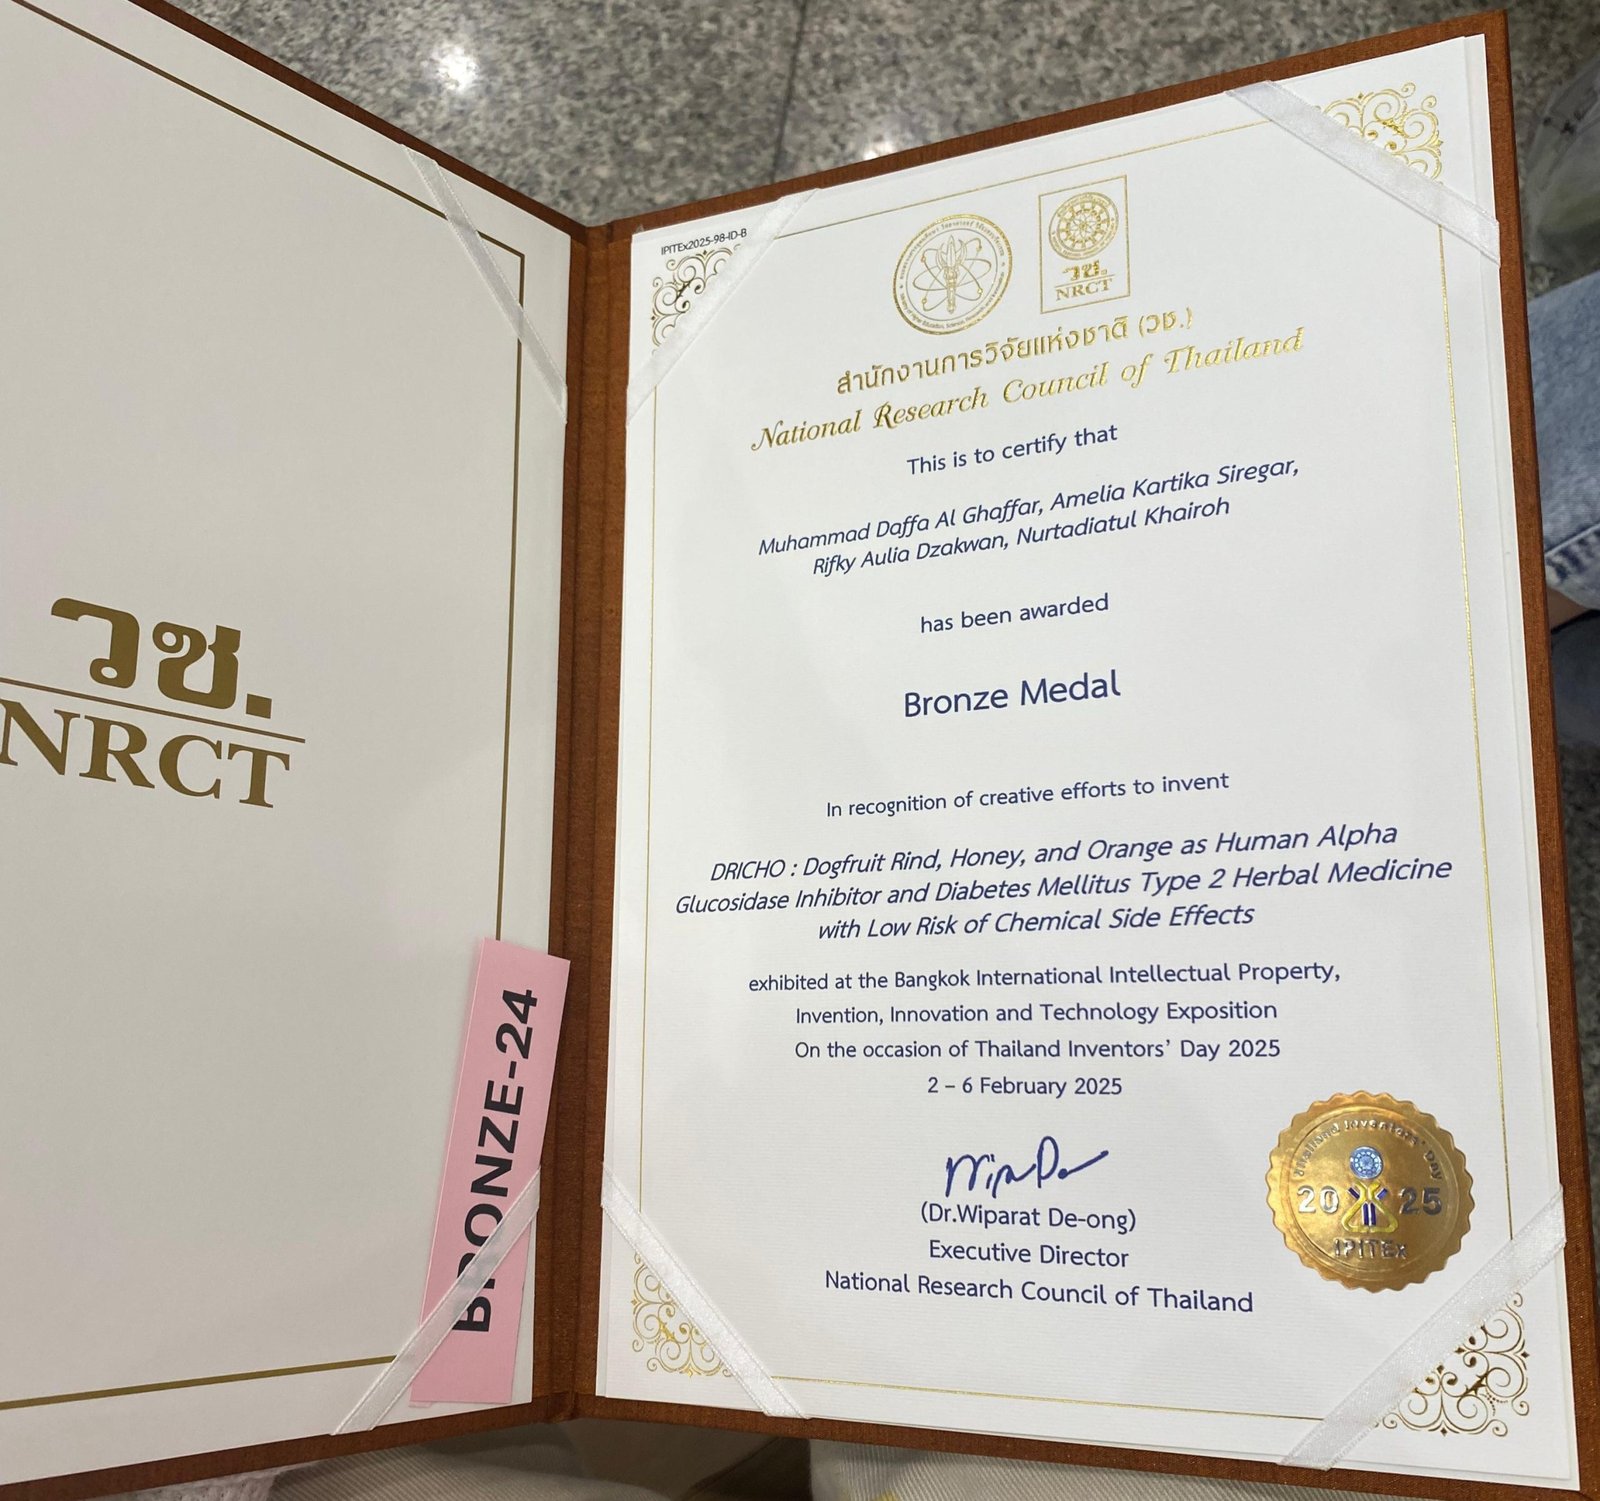 วช.
NRCT
BRONZE-24
IPITEx2025-98-ID-B
วช.
NRCT
สำนักงานการวิจัยแห่งชาติ (วช.)
National Research Council of Thailand
This is to certify that
Muhammad Daffa Al Ghaffar, Amelia Kartika Siregar,
Rifky Aulia Dzakwan, Nurtadiatul Khairoh
has been awarded
Bronze Medal
In recognition of creative efforts to invent
DRICHO : Dogfruit Rind, Honey, and Orange as Human Alpha
Glucosidase Inhibitor and Diabetes Mellitus Type 2 Herbal Medicine
with Low Risk of Chemical Side Effects
exhibited at the Bangkok International Intellectual Property,
Invention, Innovation and Technology Exposition
On the occasion of Thailand Inventors’ Day 2025
2 – 6 February 2025
(Dr.Wiparat De-ong)
Executive Director
National Research Council of Thailand
Thailand Inventors' Day
2025
IPITEx